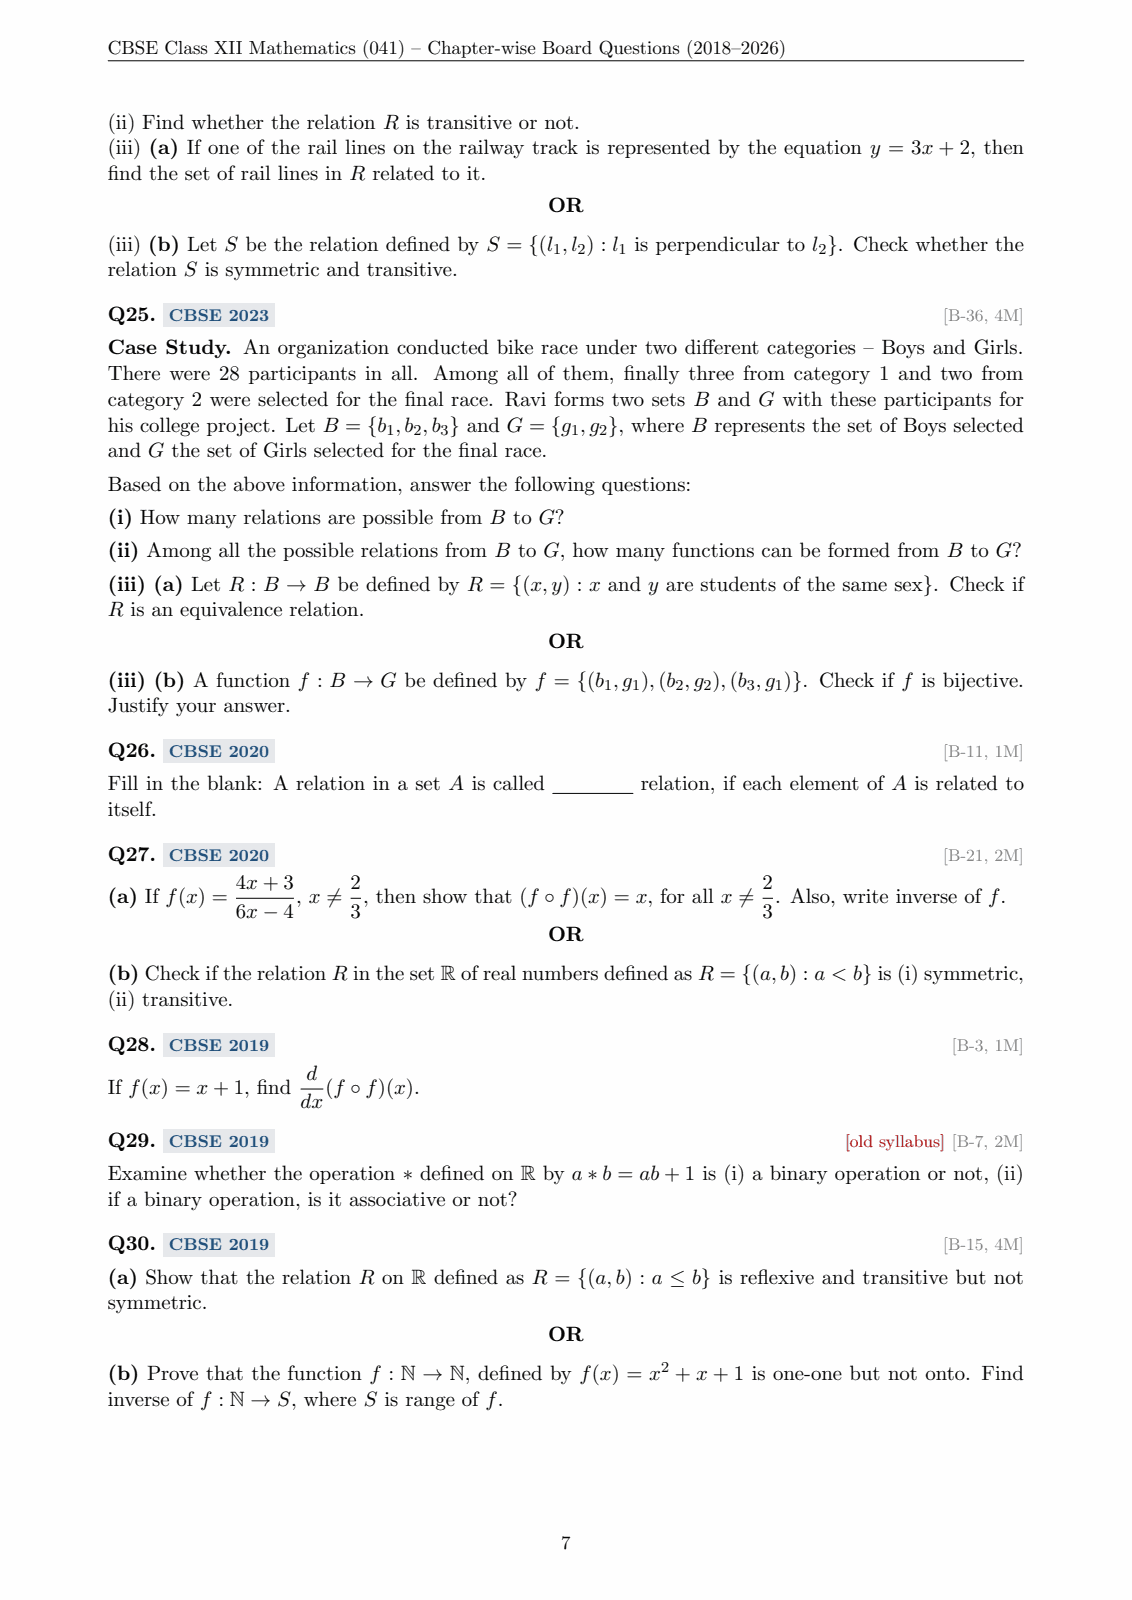 CBSE Class XII Mathematics (041) – Chapter-wise Board Questions (2018–2026)
(ii) Find whether the relation R is transitive or not.
(iii) (a) If one of the rail lines on the railway track is represented by the equation y = 3x + 2, then
find the set of rail lines in R related to it.
OR
(iii) (b) Let S be the relation defined by S = {(l₁, l₂) : l₁ is perpendicular to l₂}. Check whether the
relation S is symmetric and transitive.
Q25. CBSE 2023 [B-36, 4M]
Case Study. An organization conducted bike race under two different categories – Boys and Girls.
There were 28 participants in all. Among all of them, finally three from category 1 and two from
category 2 were selected for the final race. Ravi forms two sets B and G with these participants for
his college project. Let B = {b₁, b₂, b₃} and G = {g₁, g₂}, where B represents the set of Boys selected
and G the set of Girls selected for the final race.
Based on the above information, answer the following questions:
(i) How many relations are possible from B to G?
(ii) Among all the possible relations from B to G, how many functions can be formed from B to G?
(iii) (a) Let R : B → B be defined by R = {(x, y) : x and y are students of the same sex}. Check if
R is an equivalence relation.
OR
(iii) (b) A function f : B → G be defined by f = {(b₁, g₁), (b₂, g₂), (b₃, g₁)}. Check if f is bijective.
Justify your answer.
Q26. CBSE 2020 [B-11, 1M]
Fill in the blank: A relation in a set A is called ________ relation, if each element of A is related to
itself.
Q27. CBSE 2020 [B-21, 2M]
(a) If f(x) = (4x + 3)/(6x − 4), x ≠ 2/3, then show that (f ∘ f)(x) = x, for all x ≠ 2/3. Also, write inverse of f.
OR
(b) Check if the relation R in the set ℝ of real numbers defined as R = {(a, b) : a < b} is (i) symmetric,
(ii) transitive.
Q28. CBSE 2019 [B-3, 1M]
If f(x) = x + 1, find d/dx (f ∘ f)(x).
Q29. CBSE 2019 [old syllabus] [B-7, 2M]
Examine whether the operation ∗ defined on ℝ by a ∗ b = ab + 1 is (i) a binary operation or not, (ii)
if a binary operation, is it associative or not?
Q30. CBSE 2019 [B-15, 4M]
(a) Show that the relation R on ℝ defined as R = {(a, b) : a ≤ b} is reflexive and transitive but not
symmetric.
OR
(b) Prove that the function f : ℕ → ℕ, defined by f(x) = x² + x + 1 is one-one but not onto. Find
inverse of f : ℕ → S, where S is range of f.
7